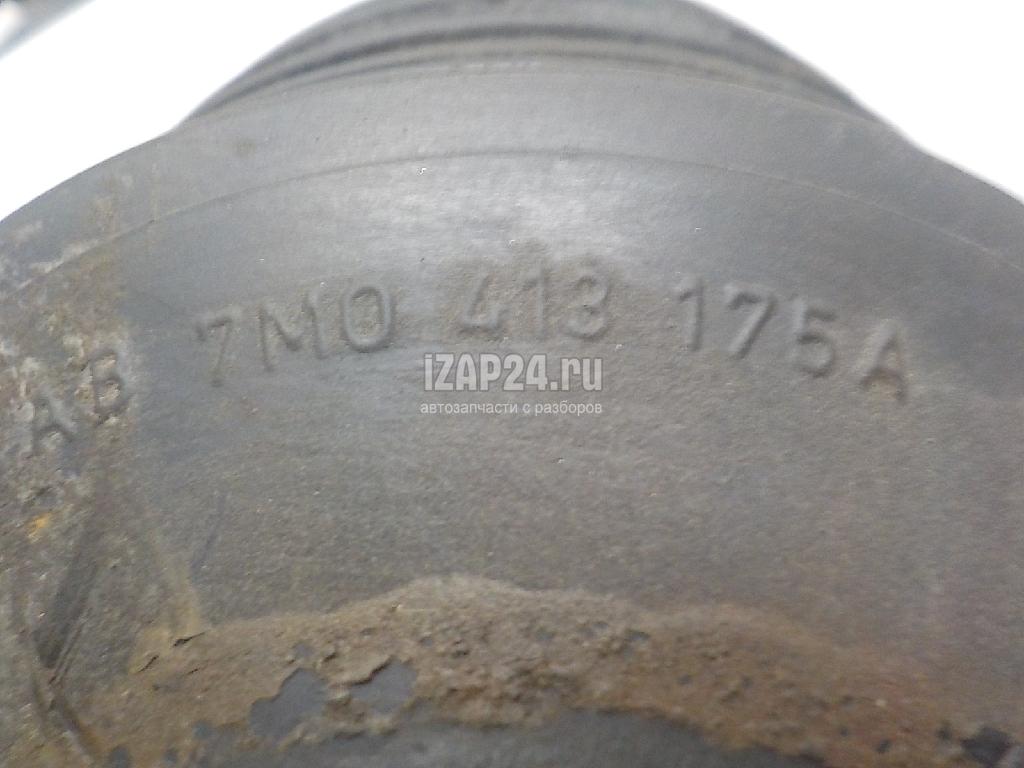 AB 7M0 413 175A
iZAP24.ru
автозапчасти с разборов